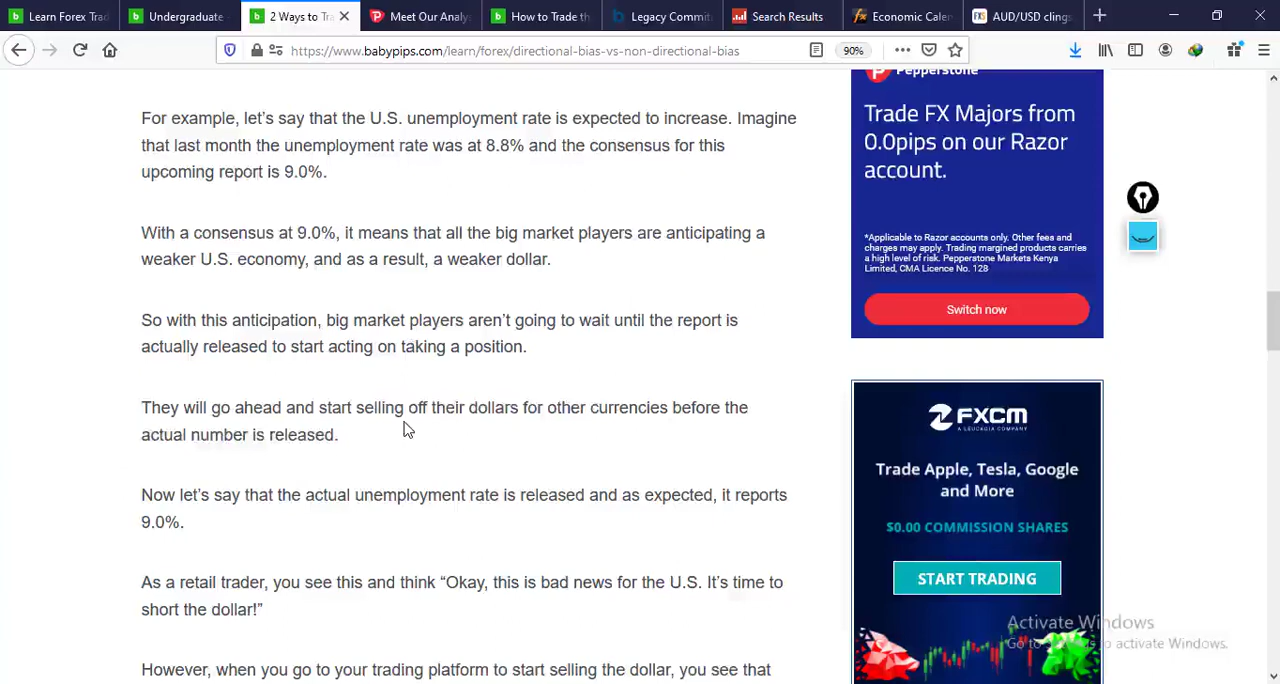 Learn Forex Trad
Undergraduate
2 Ways to Tra
Meet Our Analy
How to Trade th
Legacy Commit
Search Results
Economic Caler
AUD/USD clings
https://www.babypips.com/learn/forex/directional-bias-vs-non-directional-bias
90%
For example, let's say that the U.S. unemployment rate is expected to increase. Imagine
that last month the unemployment rate was at 8.8% and the consensus for this
upcoming report is 9.0%.
With a consensus at 9.0%, it means that all the big market players are anticipating a
weaker U.S. economy, and as a result, a weaker dollar.
So with this anticipation, big market players aren't going to wait until the report is
actually released to start acting on taking a position.
They will go ahead and start selling off their dollars for other currencies before the
actual number is released.
Now let's say that the actual unemployment rate is released and as expected, it reports
9.0%.
As a retail trader, you see this and think “Okay, this is bad news for the U.S. It's time to
short the dollar!”
However, when you go to your trading platform to start selling the dollar, you see that
Pepperstone
Trade FX Majors from
0.0pips on our Razor
account.
*Applicable to Razor accounts only. Other fees and
charges may apply. Trading margined products carries
a high level of risk. Pepperstone Markets Kenya
Limited, CMA Licence No. 128
Switch now
FXCM
A LEUCADIA COMPANY
Trade Apple, Tesla, Google
and More
$0.00 COMMISSION SHARES
START TRADING
Activate Windows